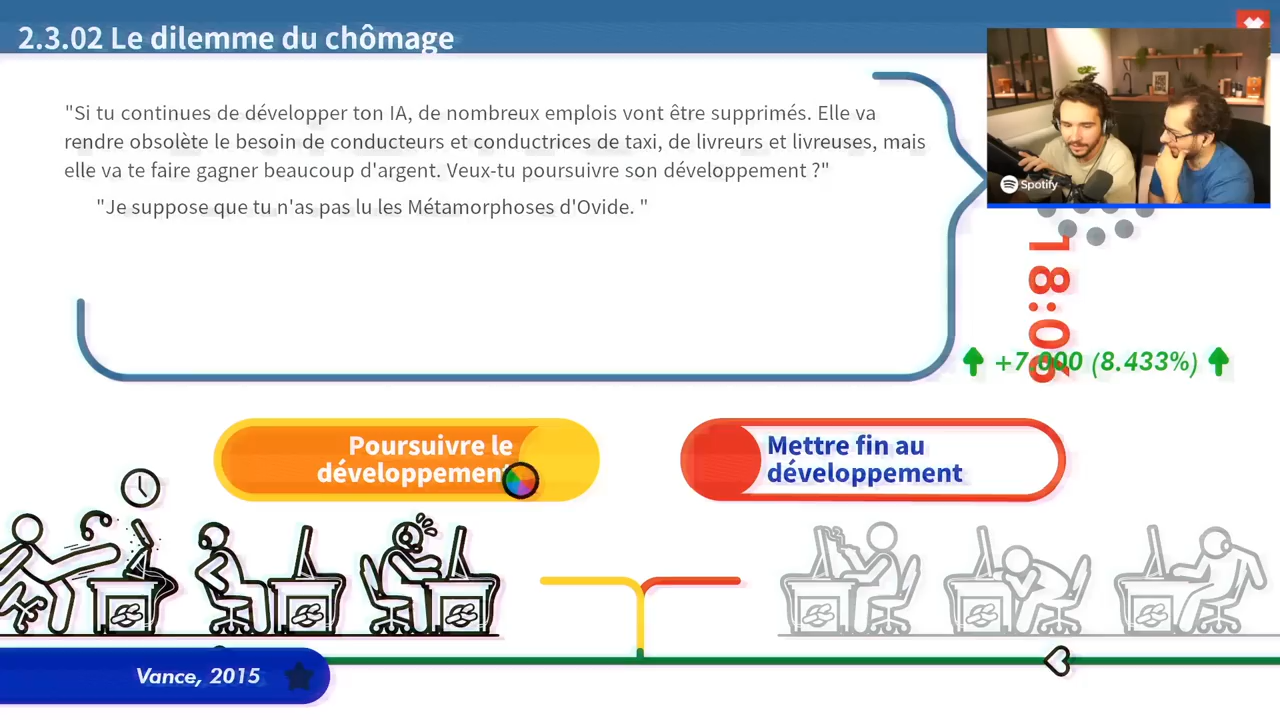 2.3.02 Le dilemme du chômage
"Si tu continues de développer ton IA, de nombreux emplois vont être supprimés. Elle va
rendre obsolète le besoin de conducteurs et conductrices de taxi, de livreurs et livreuses, mais
elle va te faire gagner beaucoup d'argent. Veux-tu poursuivre son développement ?"
"Je suppose que tu n'as pas lu les Métamorphoses d'Ovide. "
Spotify
+7.000 (8.433%)
Poursuivre le
développement
Mettre fin au
développement
Vance, 2015